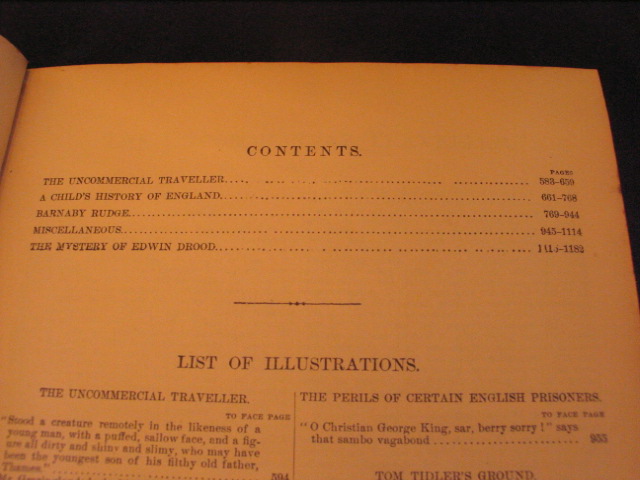 CONTENTS.
PAGES
THE UNCOMMERCIAL TRAVELLER.... 583–659
A CHILD'S HISTORY OF ENGLAND.... 661–768
BARNABY RUDGE.... 769–944
MISCELLANEOUS.... 945–1114
THE MYSTERY OF EDWIN DROOD.... 1115–1182
LIST OF ILLUSTRATIONS.
THE UNCOMMERCIAL TRAVELLER.
TO FACE PAGE
"Stood a creature remotely in the likeness of a
young man, with a puffed, sallow face, and a fig-
ure all dirty and shiny and slimy, who may have
been the youngest son of his filthy old father,
Thames." .... 594
THE PERILS OF CERTAIN ENGLISH PRISONERS.
TO FACE PAGE
"O Christian George King, sar, berry sorry!" says
that sambo vagabond .... 955
TOM TIDLER'S GROUND.